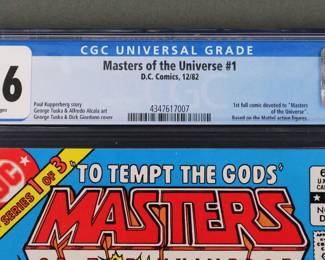 CGC UNIVERSAL GRADE
Masters of the Universe #1
D.C. Comics, 12/82
6
ages
Paul Kupperberg story
George Tuska & Alfredo Alcala art
George Tuska & Dick Giordano cover
4347617007
1st full comic devoted to "Masters
of the Universe".
Based on the Mattel action figures.
SERIES 1 OF 3
TO TEMPT THE GODS
MASTERS